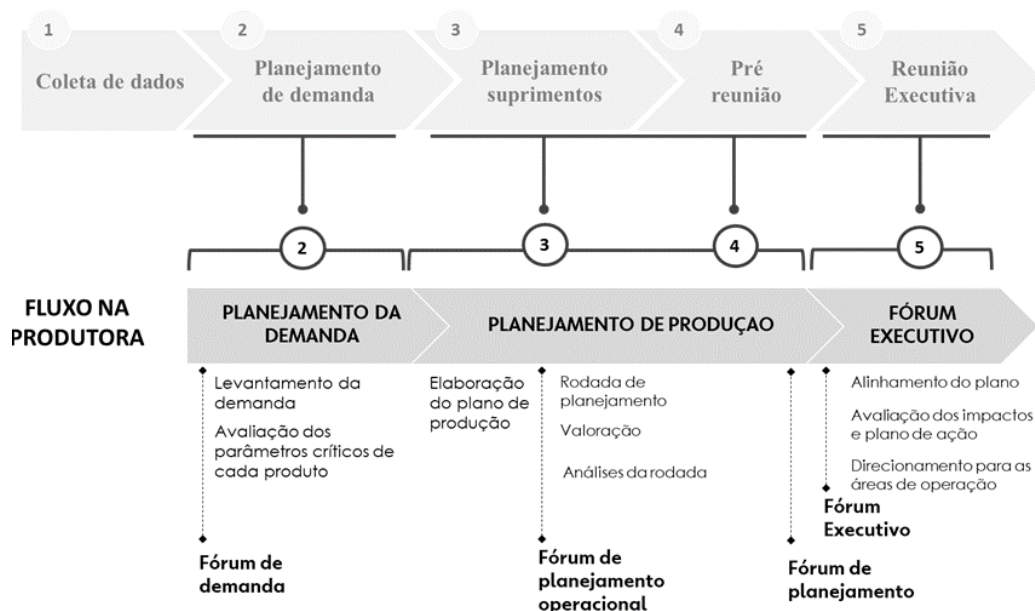 1
Coleta de dados
2
Planejamento
de demanda
3
Planejamento
suprimentos
4
Pré
reunião
5
Reunião
Executiva
2
3
4
5
FLUXO NA
PRODUTORA
PLANEJAMENTO DA
DEMANDA
PLANEJAMENTO DE PRODUÇAO
FÓRUM
EXECUTIVO
Levantamento da
demanda
Avaliação dos
parâmetros críticos de
cada produto
Fórum de
demanda
Elaboração
do plano de
produção
Rodada de
planejamento
Valoração
Análises da rodada
Fórum de
planejamento
operacional
Alinhamento do plano
Avaliação dos impactos
e plano de ação
Direcionamento para as
áreas de operação
Fórum
Executivo
Fórum de
planejamento